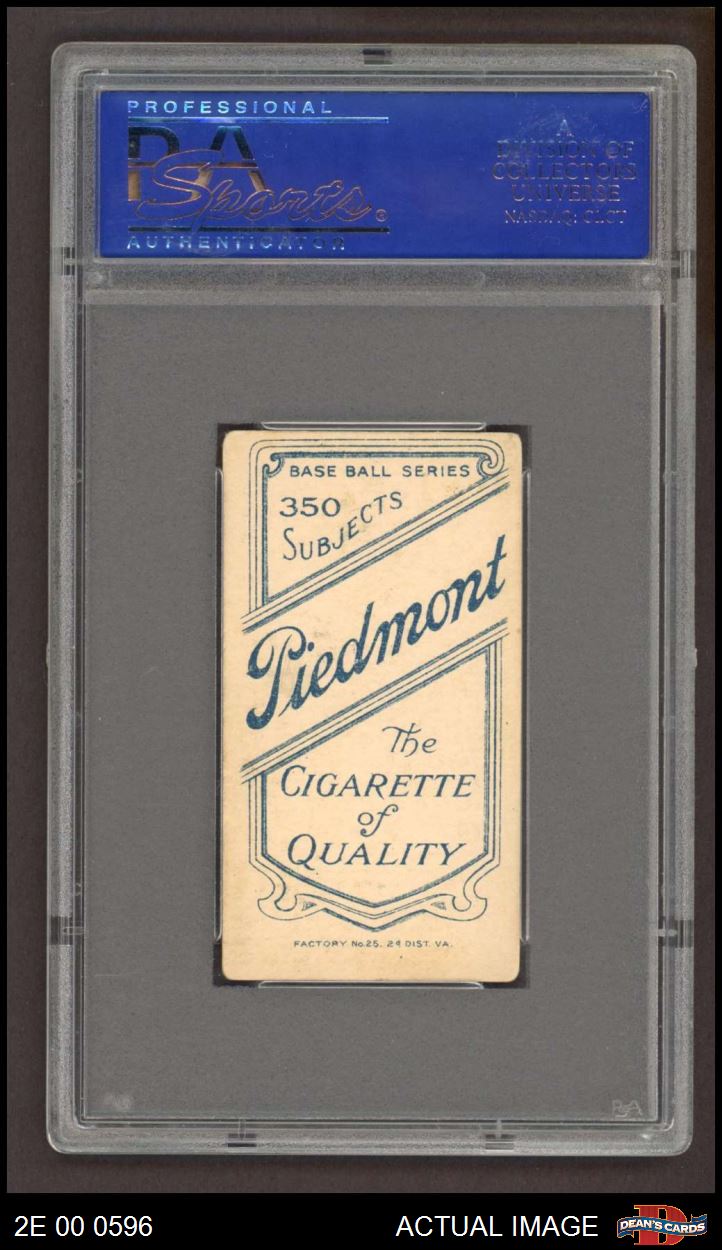 PROFESSIONAL
PSA
Sports®
AUTHENTICATOR
A
DIVISION OF
COLLECTORS
UNIVERSE
NASDAQ: CLCT
BASE BALL SERIES
350
SUBJECTS
Piedmont
The
CIGARETTE
of
QUALITY
FACTORY No. 25. 2d DIST. VA.
PSA
2E 00 0596
ACTUAL IMAGE
D
DEAN'S CARDS